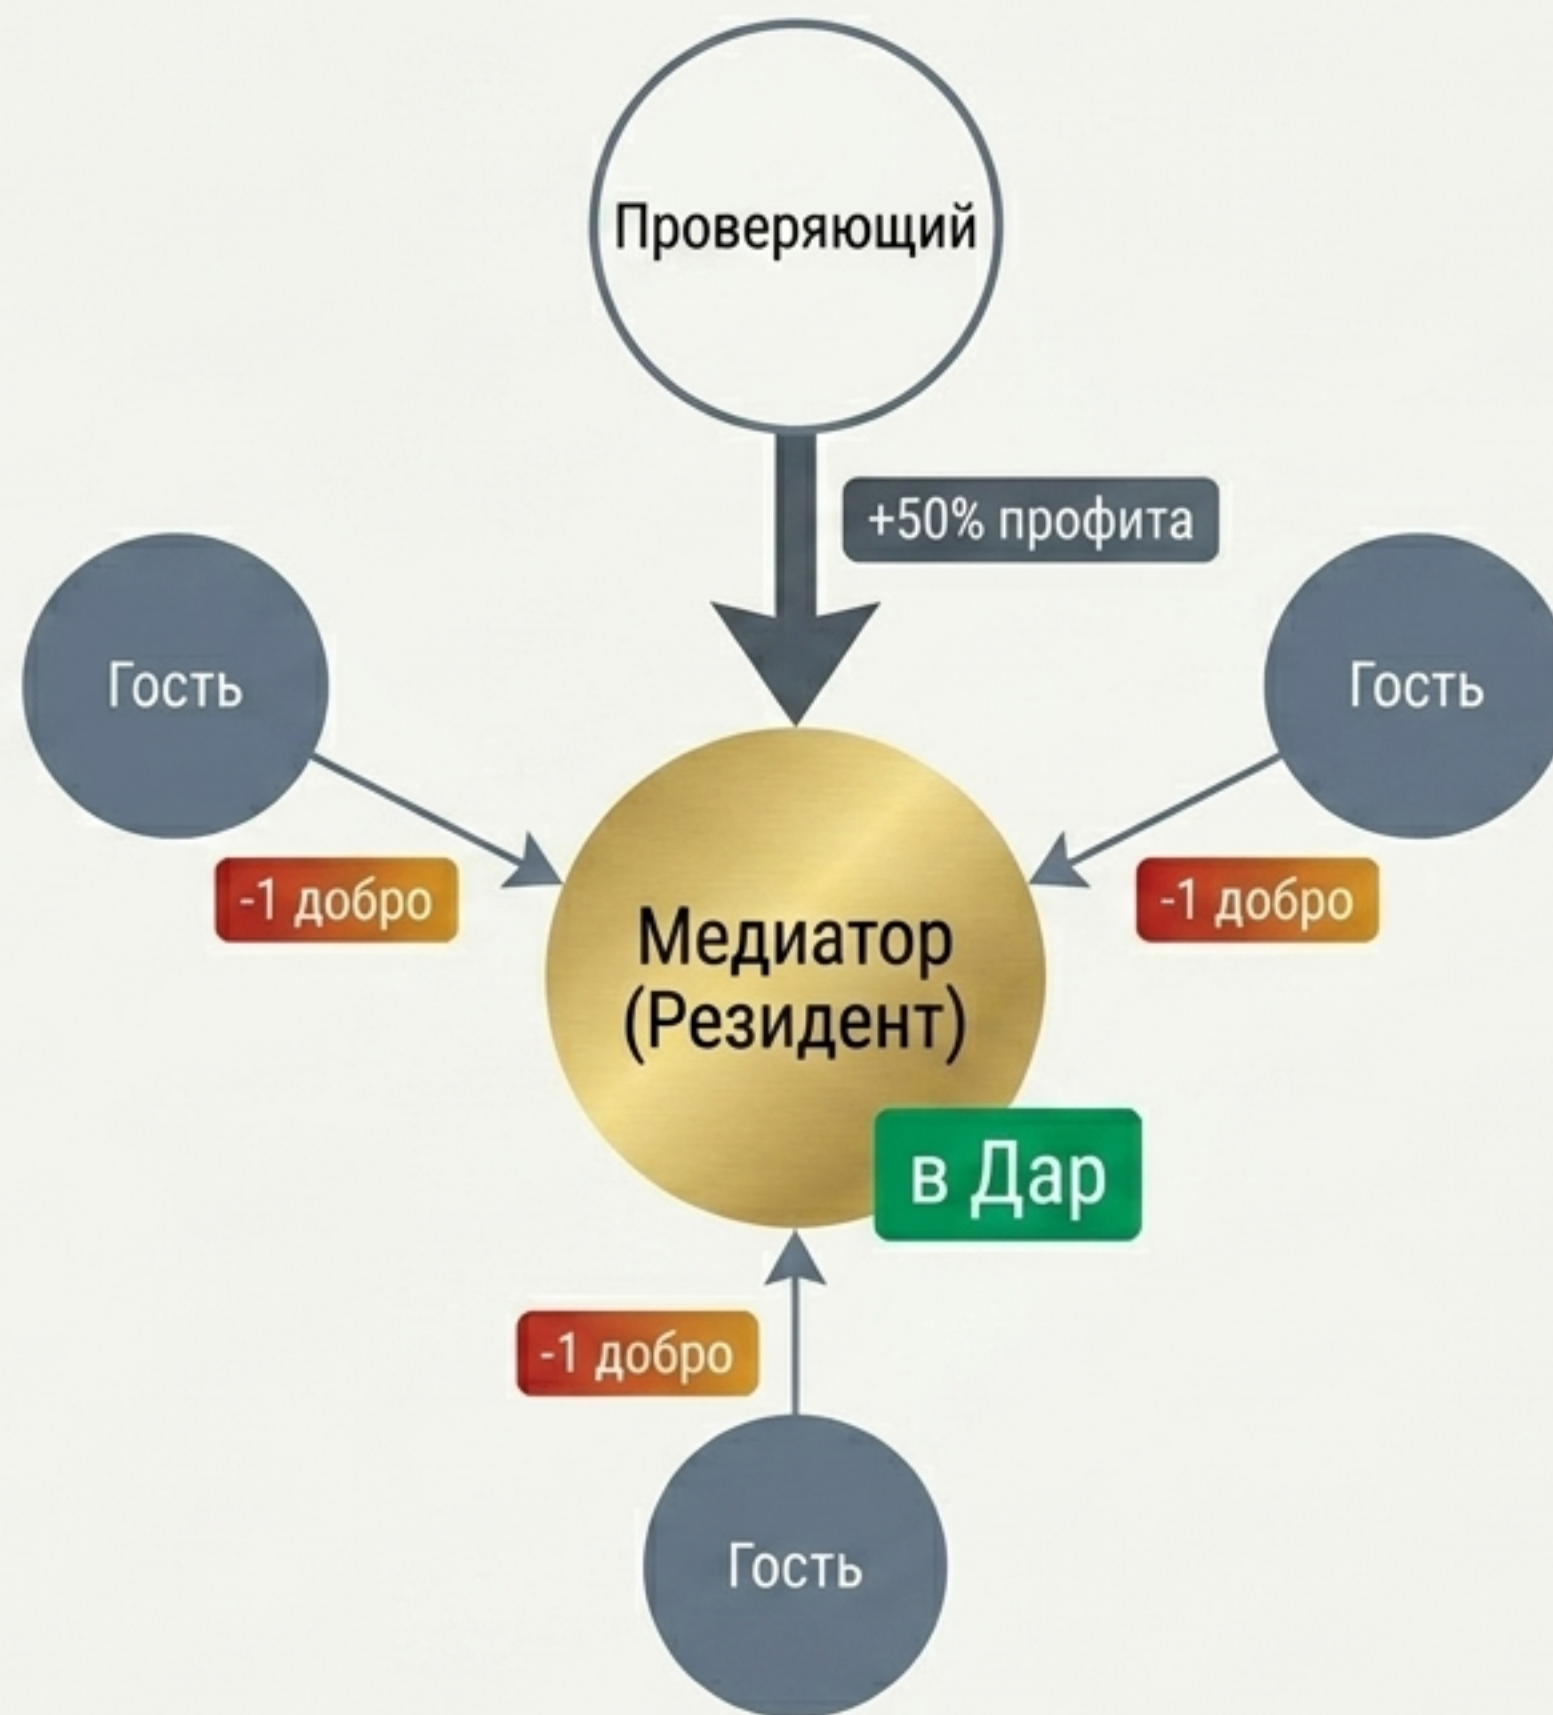 Проверяющий
+50% профита
Гость
Гость
-1 добро
-1 добро
Медиатор
(Резидент)
в Дар
-1 добро
Гость